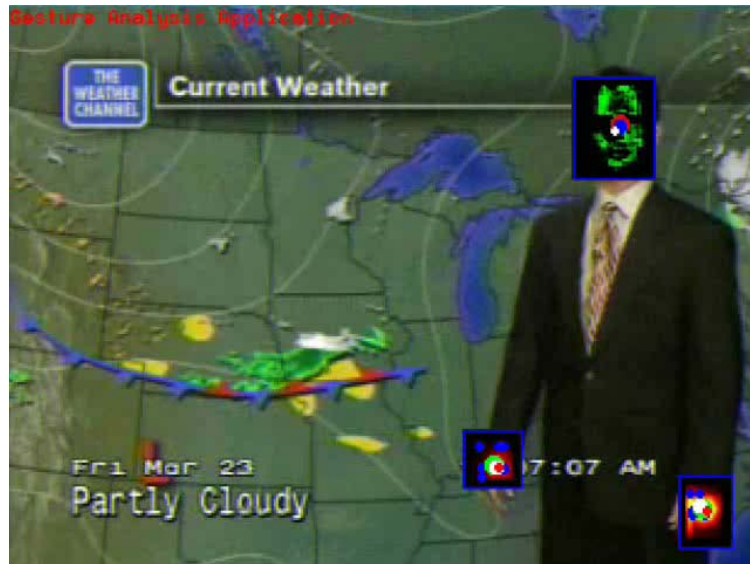 Gesture Analysis Application
THE
WEATHER
CHANNEL
Current Weather
Fri Mar 23
07:07 AM
Partly Cloudy